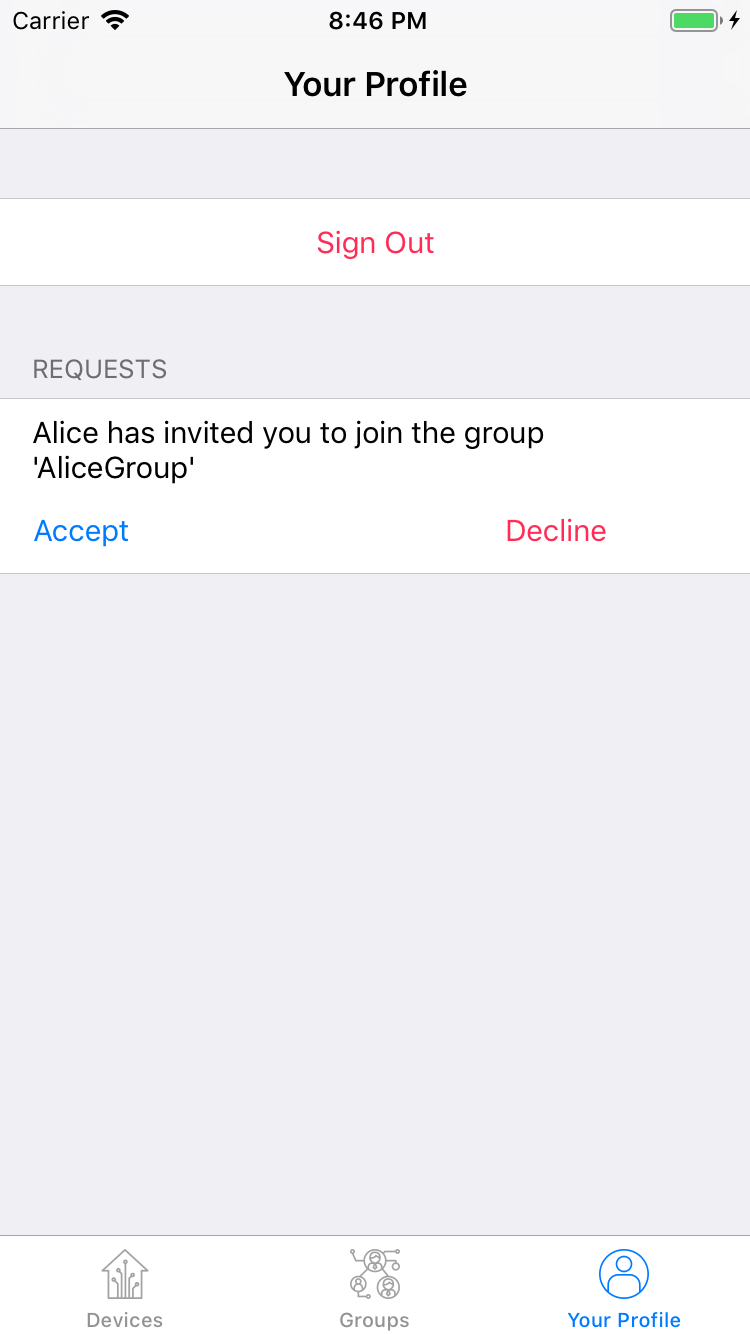 Carrier 8:46 PM
Your Profile
Sign Out
REQUESTS
Alice has invited you to join the group
'AliceGroup'
Accept Decline
Devices Groups Your Profile